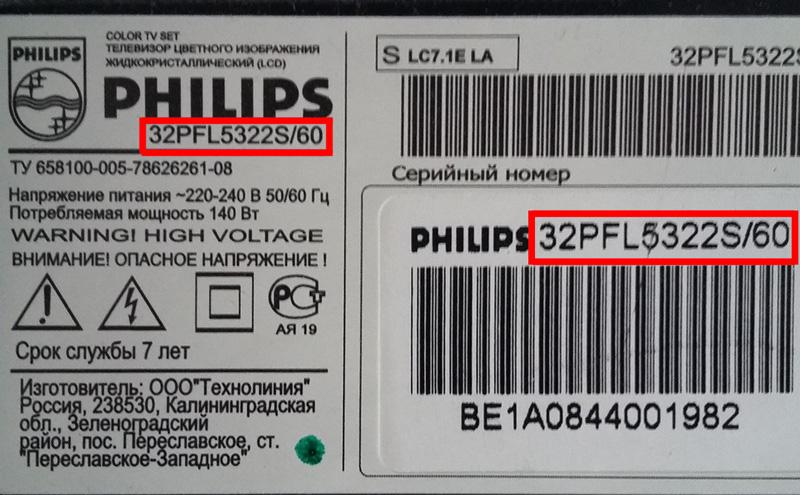 PHILIPS
COLOR TV SET
ТЕЛЕВИЗОР ЦВЕТНОГО ИЗОБРАЖЕНИЯ
ЖИДКОКРИСТАЛЛИЧЕСКИЙ (LCD)
PHILIPS
32PFL5322S/60
ТУ 658100-005-78626261-08
Напряжение питания ~220-240 В 50/60 Гц
Потребляемая мощность 140 Вт
WARNING! HIGH VOLTAGE
ВНИМАНИЕ! ОПАСНОЕ НАПРЯЖЕНИЕ !
АЯ 19
Срок службы 7 лет
Изготовитель: ООО"Технолиния"
Россия, 238530, Калининградская
обл., Зеленоградский
район, пос. Переславское, ст.
"Переславское-Западное"
S LC7.1E LA
32PFL5322S
Серийный номер
PHILIPS 32PFL5322S/60
BE1A0844001982